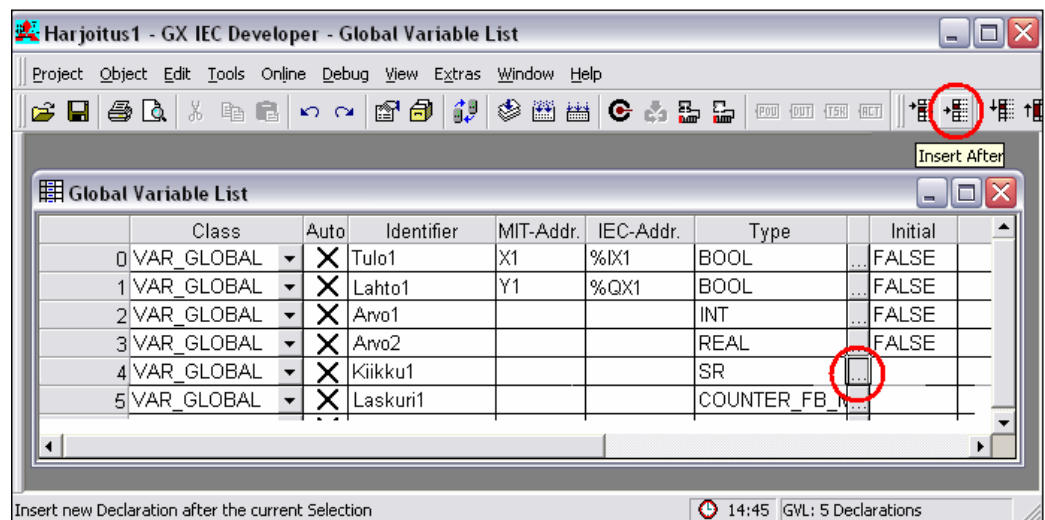 Harjoitus1 - GX IEC Developer - Global Variable List
Project Object Edit Tools Online Debug View Extras Window Help
POU OUT TSK ACT
Insert After
Global Variable List
Class Auto Identifier MIT-Addr. IEC-Addr. Type Initial
0 VAR_GLOBAL Tulo1 X1 %IX1 BOOL ... FALSE
1 VAR_GLOBAL Lahto1 Y1 %QX1 BOOL ... FALSE
2 VAR_GLOBAL Arvo1 INT ... FALSE
3 VAR_GLOBAL Arvo2 REAL ... FALSE
4 VAR_GLOBAL Kiikku1 SR ...
5 VAR_GLOBAL Laskuri1 COUNTER_FB_M ...
Insert new Declaration after the current Selection 14:45 GVL: 5 Declarations